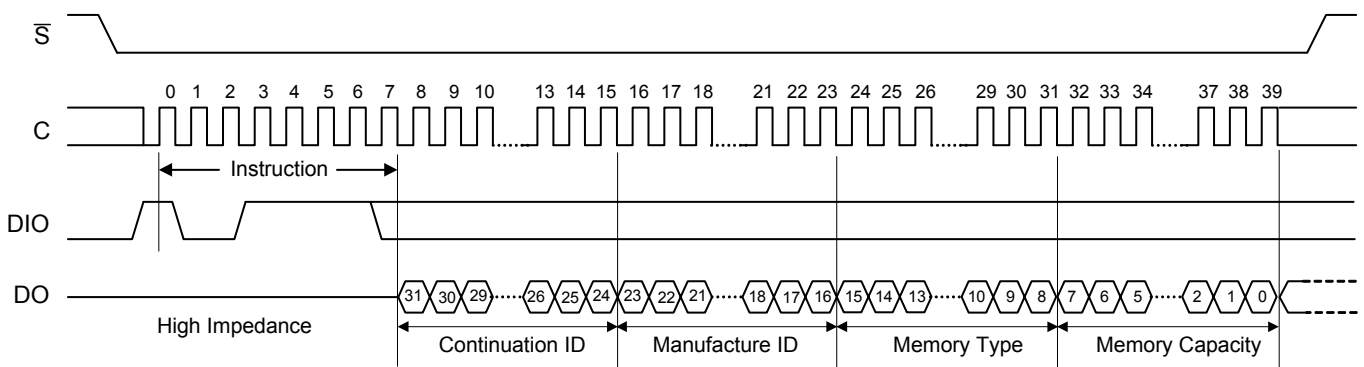 S
0 1 2 3 4 5 6 7 8 9 10 13 14 15 16 17 18 21 22 23 24 25 26 29 30 31 32 33 34 37 38 39
C
Instruction
DIO
DO
31 30 29 26 25 24 23 22 21 18 17 16 15 14 13 10 9 8 7 6 5 2 1 0
High Impedance
Continuation ID Manufacture ID Memory Type Memory Capacity